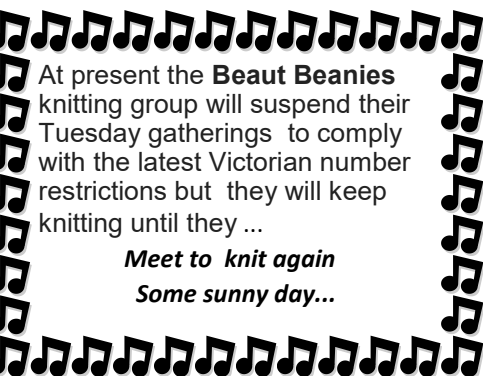 At present the Beaut Beanies
knitting group will suspend their
Tuesday gatherings  to comply
with the latest Victorian number
restrictions but  they will keep
knitting until they ...
Meet to  knit again
Some sunny day...